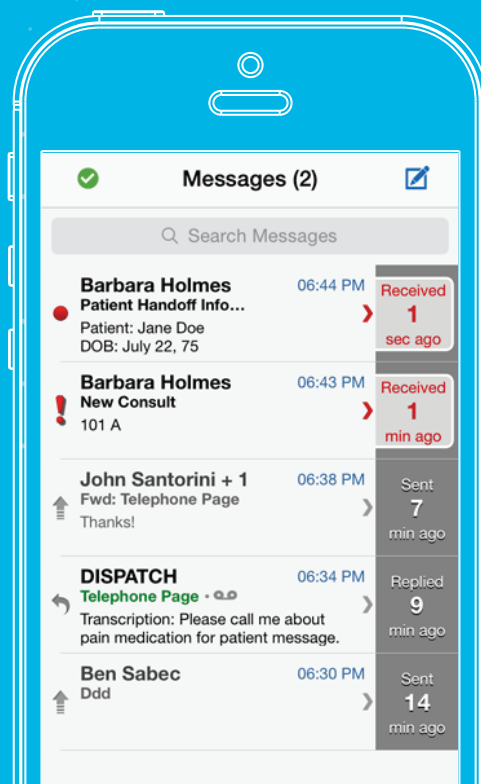 Messages (2)
Search Messages
Barbara Holmes 06:44 PM
Patient Handoff Info...
Patient: Jane Doe
DOB: July 22, 75
Received
1
sec ago
Barbara Holmes 06:43 PM
New Consult
101 A
Received
1
min ago
John Santorini + 1 06:38 PM
Fwd: Telephone Page
Thanks!
Sent
7
min ago
DISPATCH 06:34 PM
Telephone Page ·
Transcription: Please call me about
pain medication for patient message.
Replied
9
min ago
Ben Sabec 06:30 PM
Ddd
Sent
14
min ago